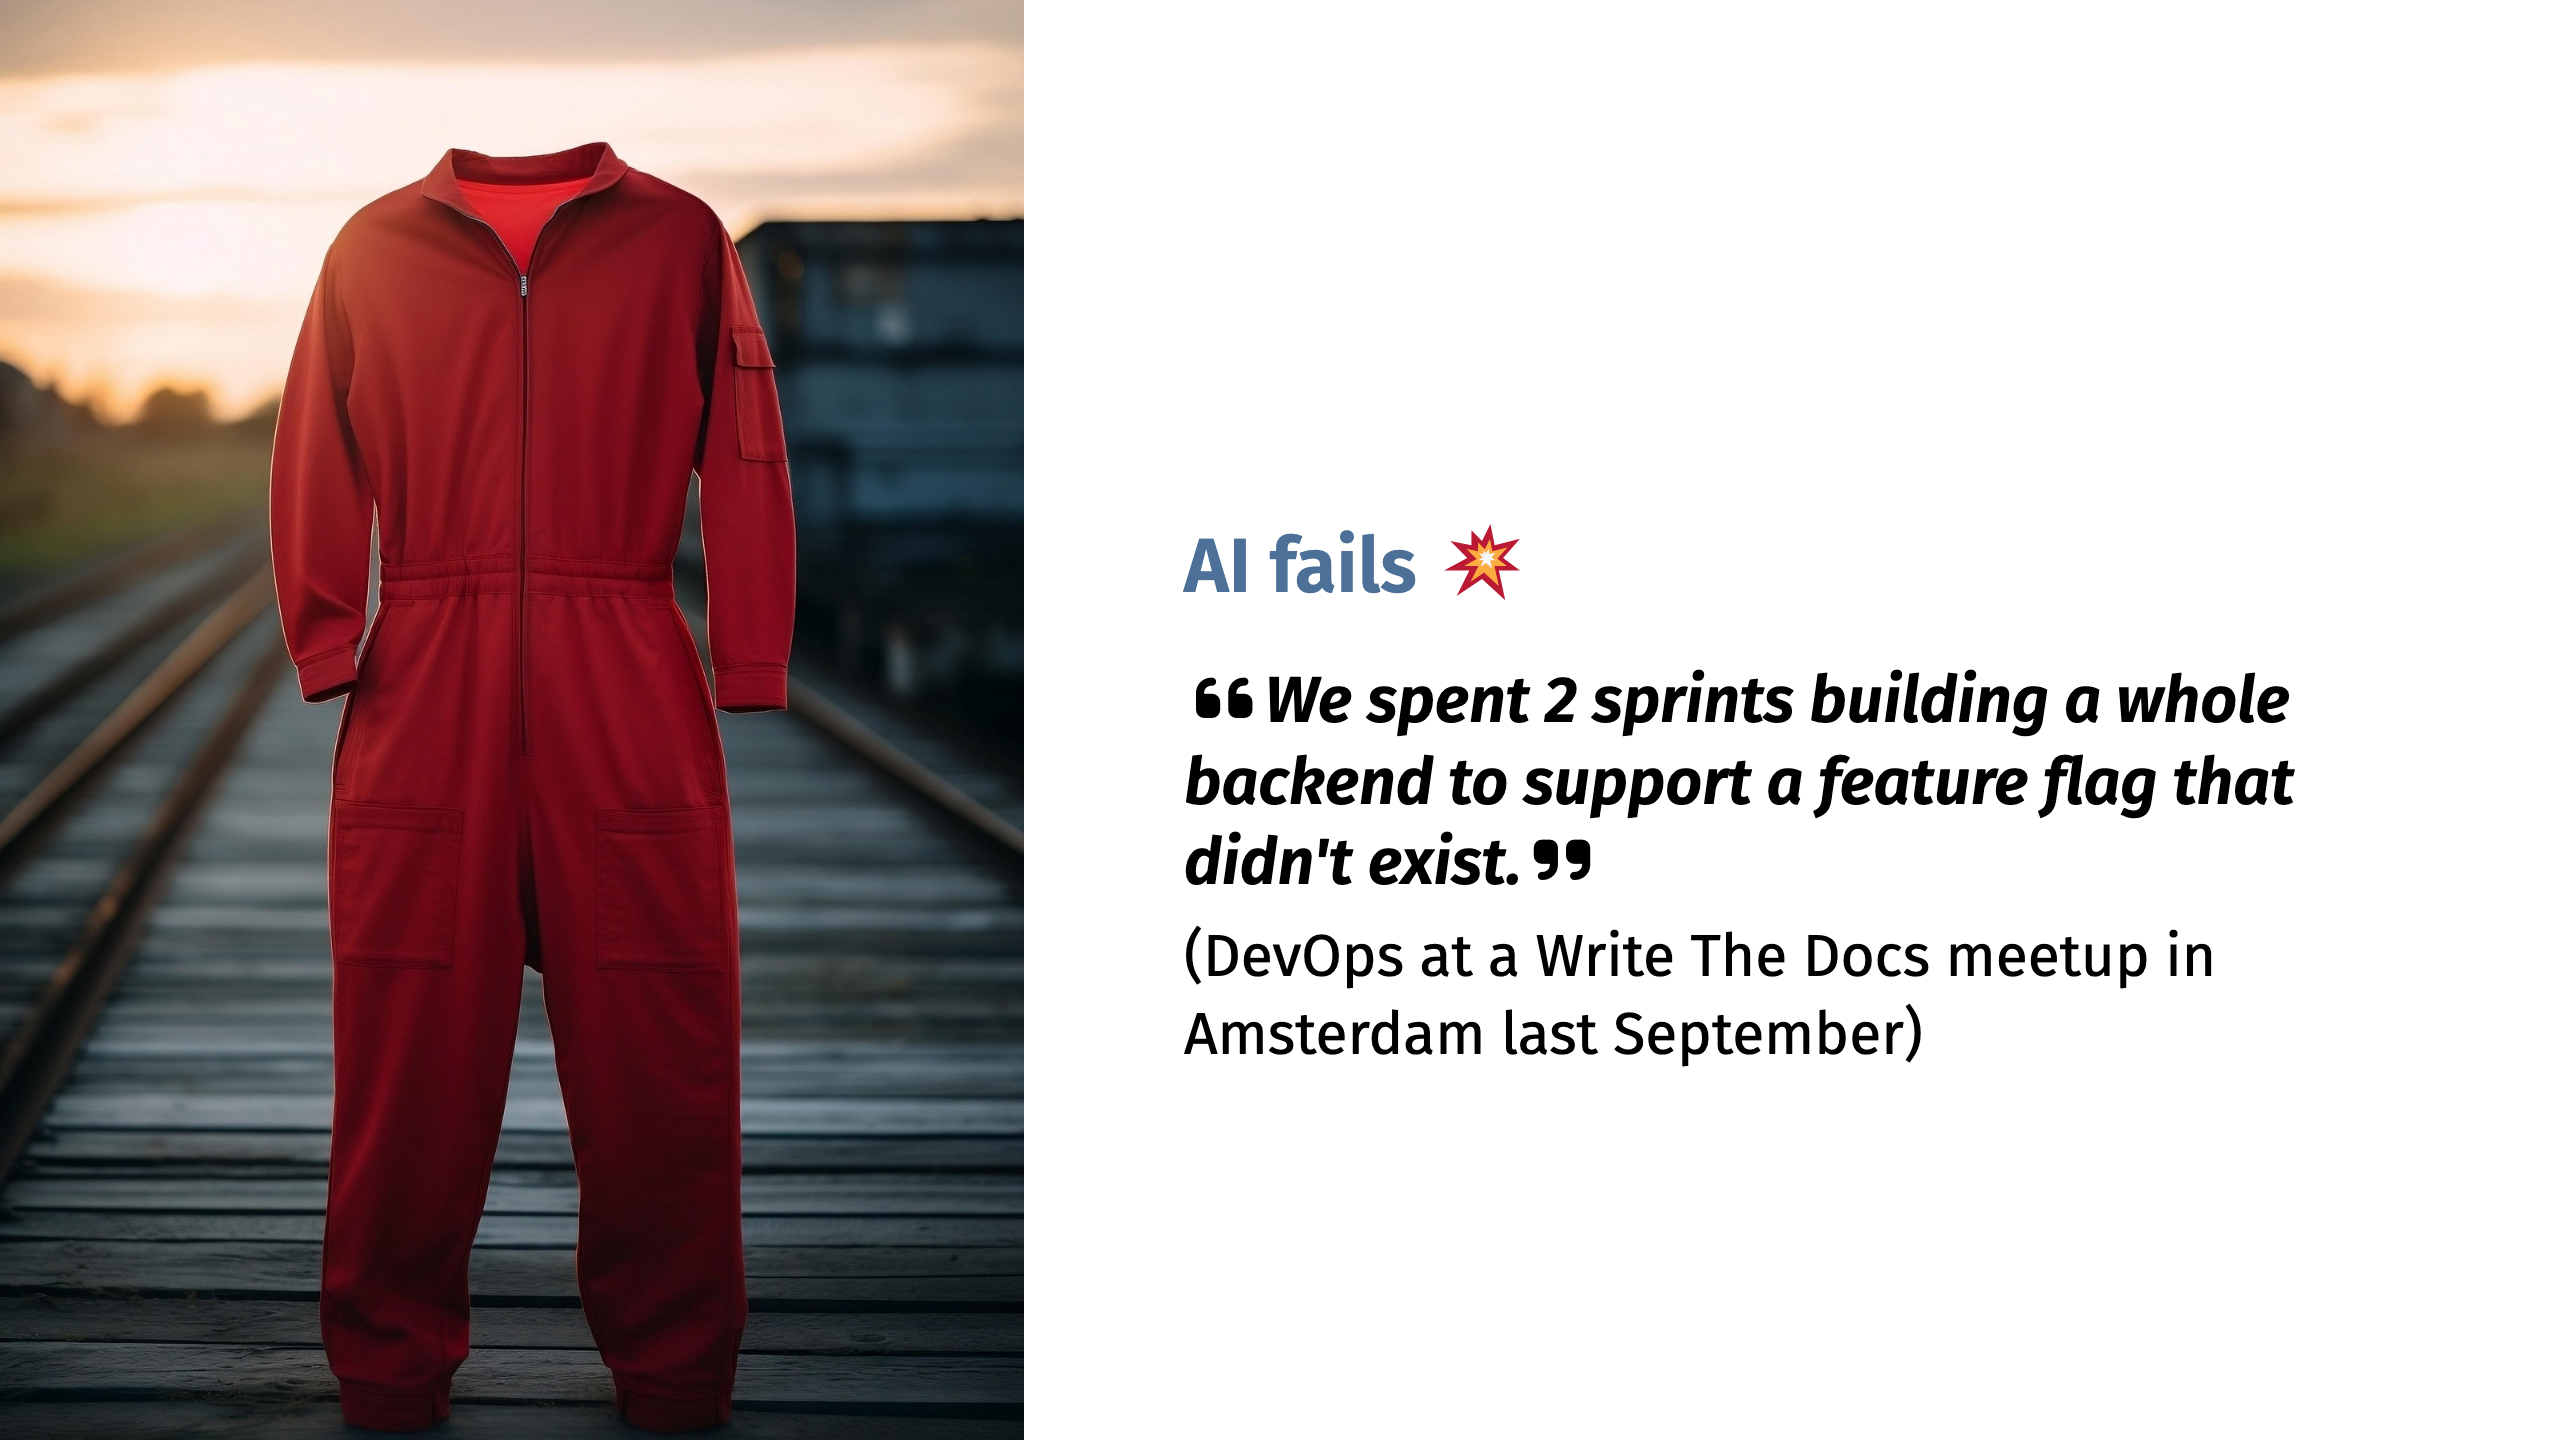 AI fails 💥
❝We spent 2 sprints building a whole
backend to support a feature flag that
didn't exist.❞
(DevOps at a Write The Docs meetup in
Amsterdam last September)